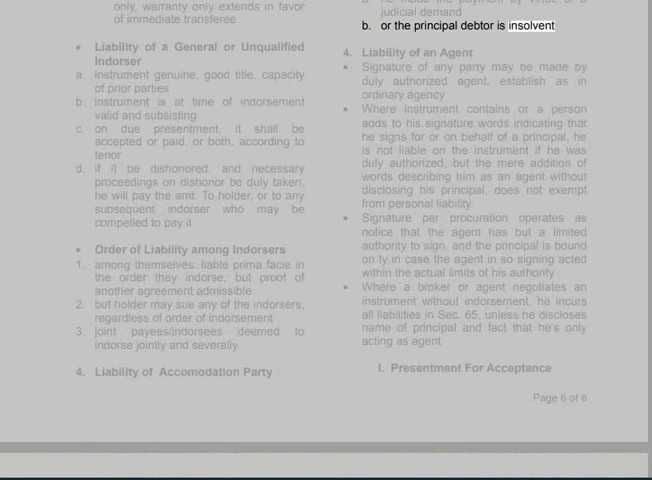 only, warranty only extends in favor
of immediate transferee
• Liability of a General or Unqualified
Indorser
a. instrument genuine, good title, capacity
of prior parties
b. instrument is at time of indorsement
valid and subsisting
c. on due presentment, it shall be
accepted or paid, or both, according to
tenor
d. if it be dishonored, and necessary
proceedings on dishonor be duly taken,
he will pay the amt. To holder, or to any
subsequent indorser who may be
compelled to pay it
• Order of Liability among Indorsers
1. among themselves: liable prima facie in
the order they indorse, but proof of
another agreement admissible
2. but holder may sue any of the indorsers,
regardless of order of indorsement
3. joint payees/indorsees deemed to
indorse jointly and severally
4. Liability of Accomodation Party
a. he made the payment by virtue of a
judicial demand
b. or the principal debtor is insolvent
4. Liability of an Agent
• Signature of any party may be made by
duly authorized agent, establish as in
ordinary agency
• Where instrument contains or a person
adds to his signature words indicating that
he signs for or on behalf of a principal, he
is not liable on the instrument if he was
duly authorized, but the mere addition of
words describing him as an agent without
disclosing his principal, does not exempt
from personal liability.
• Signature per procuration operates as
notice that the agent has but a limited
authority to sign, and the principal is bound
on ly in case the agent in so signing acted
within the actual limits of his authority
• Where a broker or agent negotiates an
instrument without indorsement, he incurs
all liabilities in Sec. 65, unless he discloses
name of principal and fact that he's only
acting as agent
I. Presentment For Acceptance
Page 6 of 8